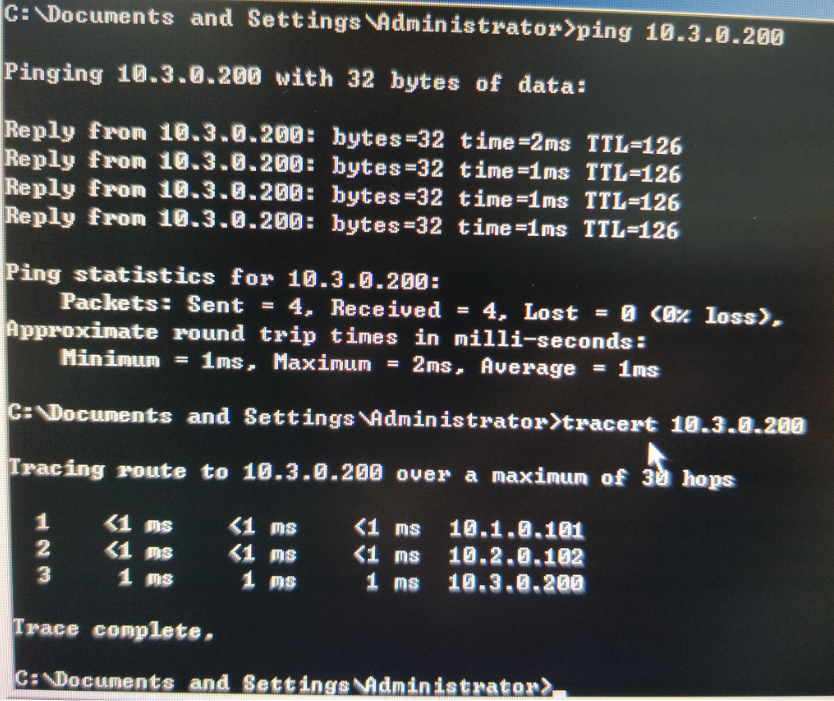 C:\Documents and Settings\Administrator>ping 10.3.0.200
Pinging 10.3.0.200 with 32 bytes of data:
Reply from 10.3.0.200: bytes=32 time=2ms TTL=126
Reply from 10.3.0.200: bytes=32 time=1ms TTL=126
Reply from 10.3.0.200: bytes=32 time=1ms TTL=126
Reply from 10.3.0.200: bytes=32 time=1ms TTL=126
Ping statistics for 10.3.0.200:
    Packets: Sent = 4, Received = 4, Lost = 0 (0% loss),
Approximate round trip times in milli-seconds:
    Minimum = 1ms, Maximum = 2ms, Average = 1ms
C:\Documents and Settings\Administrator>tracert 10.3.0.200
Tracing route to 10.3.0.200 over a maximum of 30 hops
  1    <1 ms    <1 ms    <1 ms  10.1.0.101
  2    <1 ms    <1 ms    <1 ms  10.2.0.102
  3     1 ms     1 ms     1 ms  10.3.0.200
Trace complete.
C:\Documents and Settings\Administrator>_